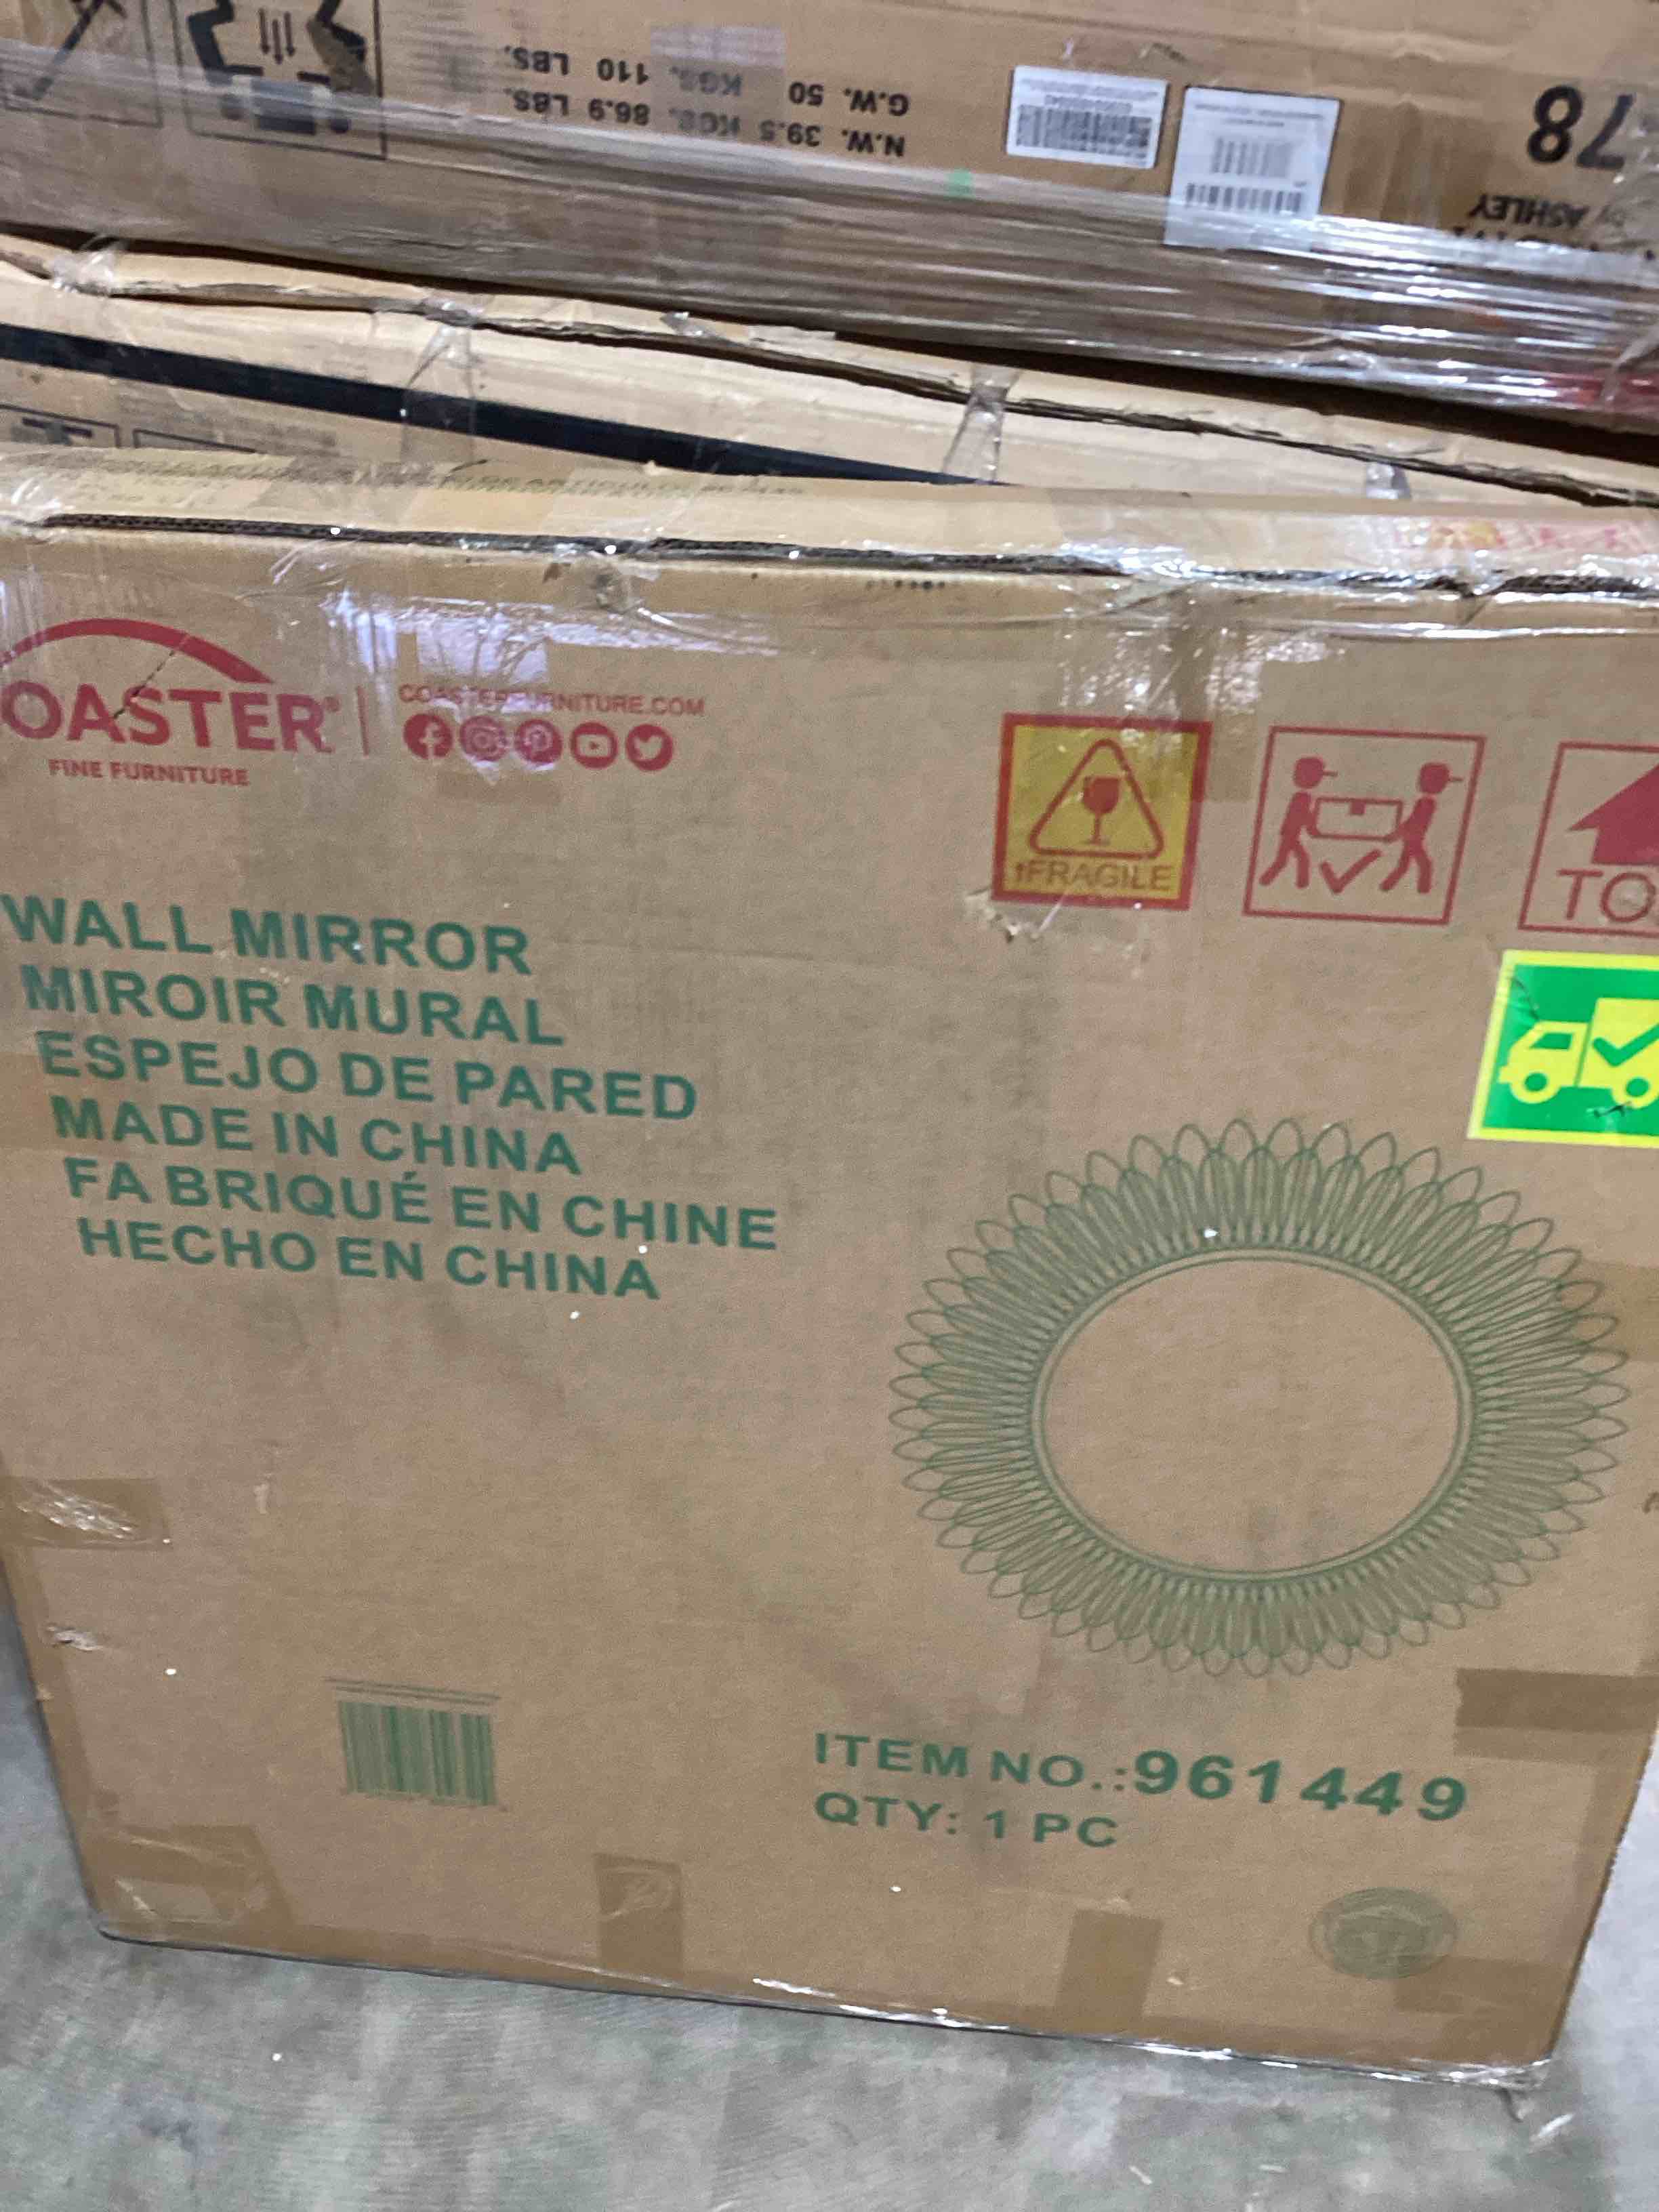 G.W. 50 KGS. 110 LBS.
N.W. 39.5 KGS. 86.9 LBS.
78
by ASHLEY
OASTER®
FINE FURNITURE
COASTERFURNITURE.COM
FRAGILE
TO
WALL MIRROR
MIROIR MURAL
ESPEJO DE PARED
MADE IN CHINA
FABRIQUÉ EN CHINE
HECHO EN CHINA
ITEM NO.:961449
QTY: 1 PC